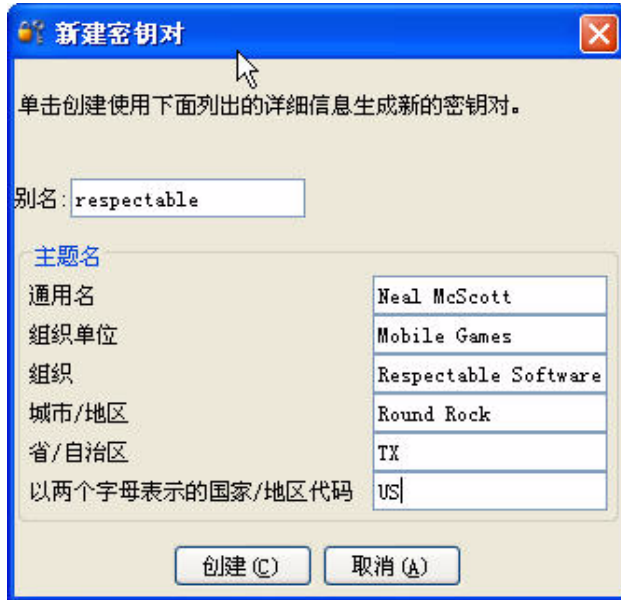 新建密钥对
单击创建使用下面列出的详细信息生成新的密钥对。
别名: respectable
主题名
通用名 Neal McScott
组织单位 Mobile Games
组织 Respectable Software
城市/地区 Round Rock
省/自治区 TX
以两个字母表示的国家/地区代码 US
创建(C) 取消(A)